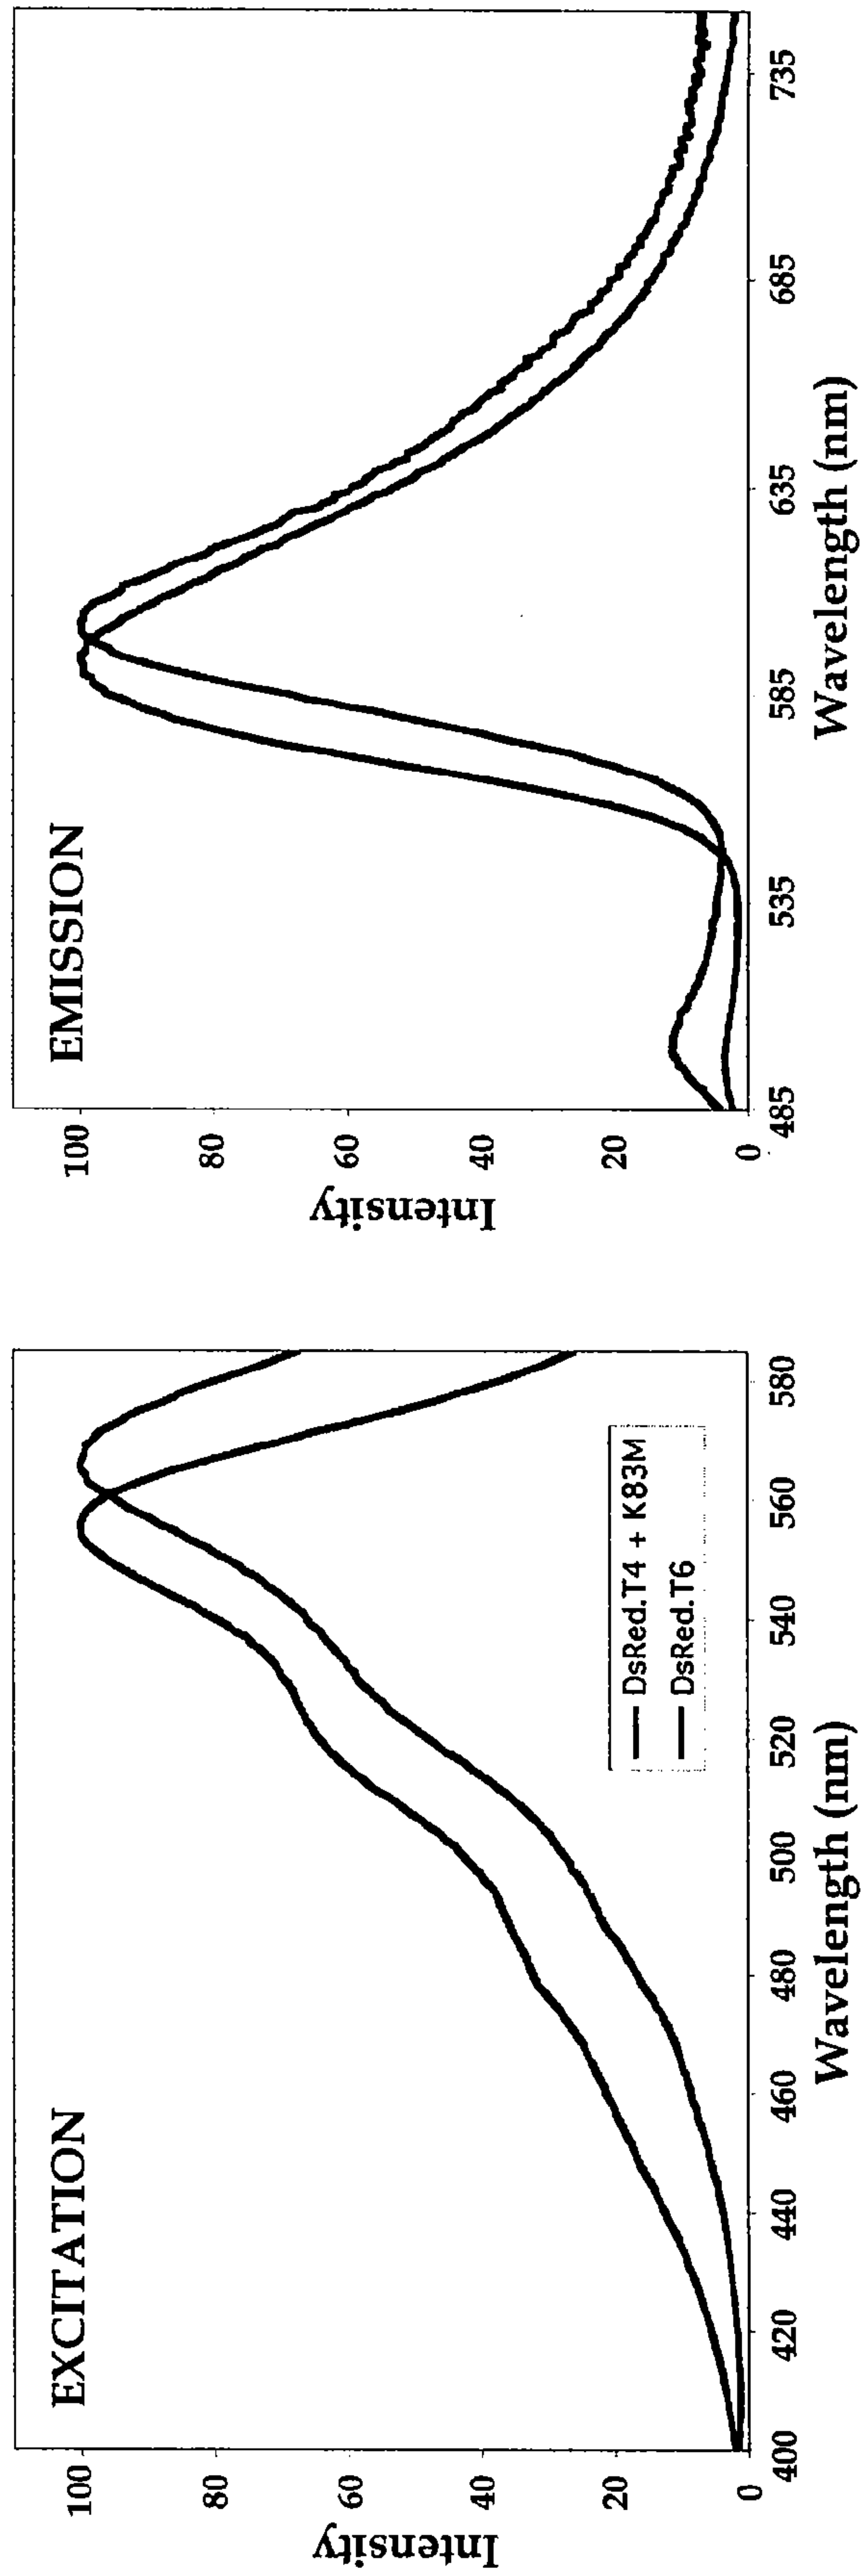 EXCITATION
Intensity
100
80
60
40
20
0
400 420 440 460 480 500 520 540 560 580
Wavelength (nm)
DsRed.T4 + K83M
DsRed.T6
EMISSION
Intensity
100
80
60
40
20
0
485 535 585 635 685 735
Wavelength (nm)